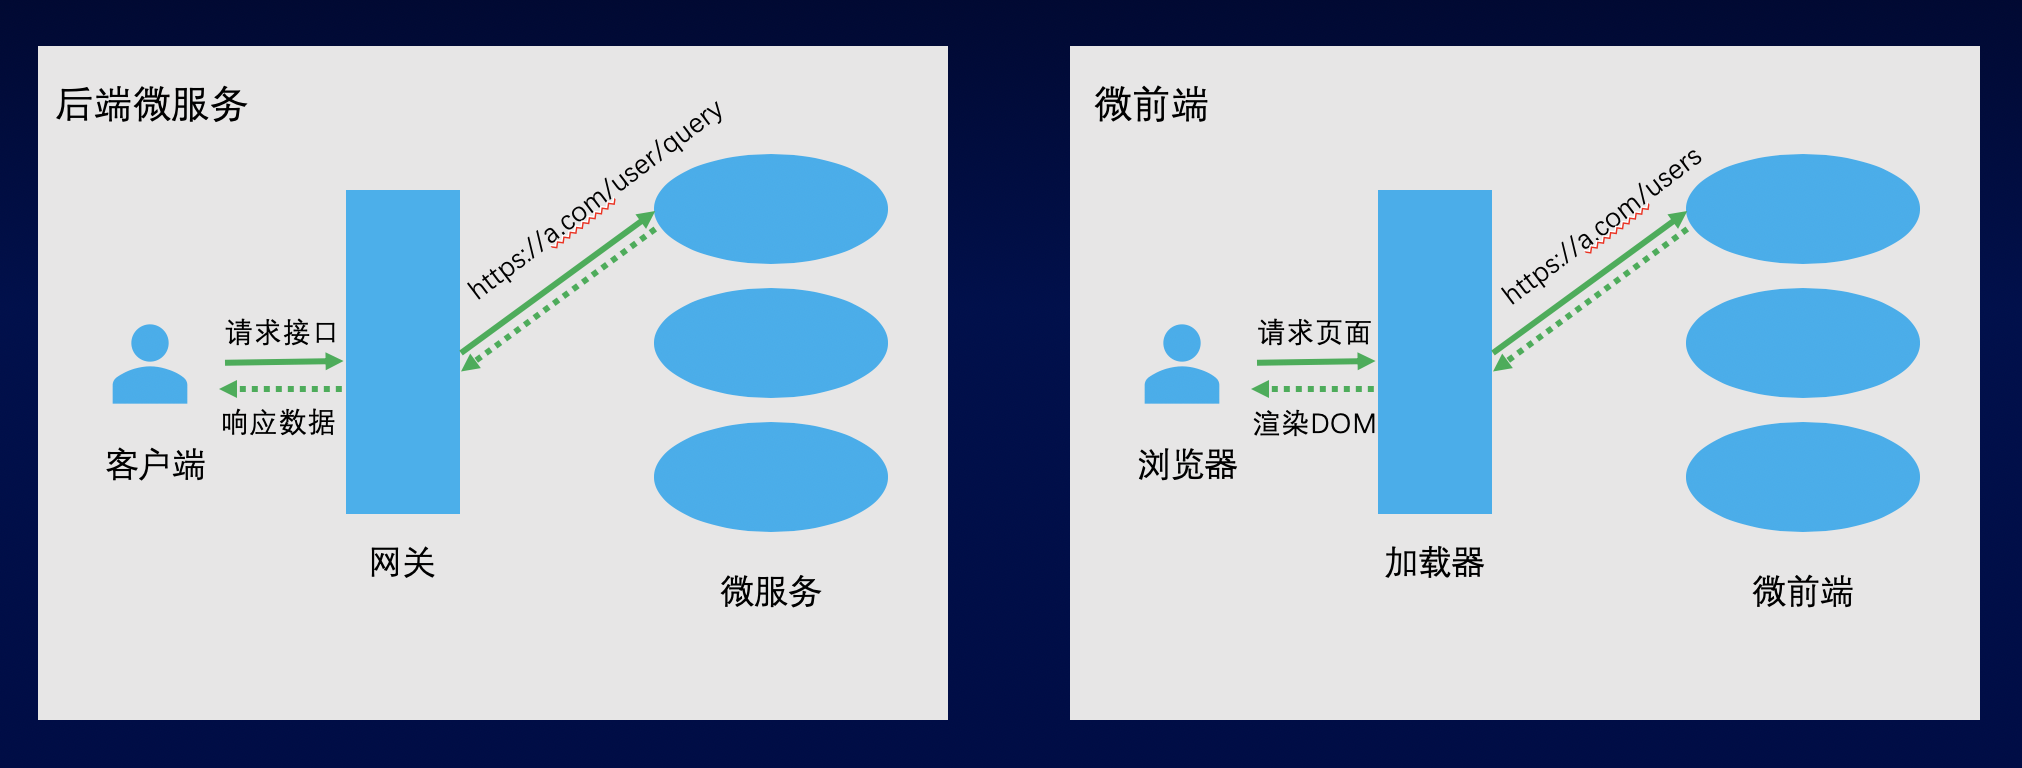 后端微服务
https://a.com/user/query
请求接口
响应数据
客户端
网关
微服务
微前端
https://a.com/users
请求页面
渲染DOM
浏览器
加载器
微前端